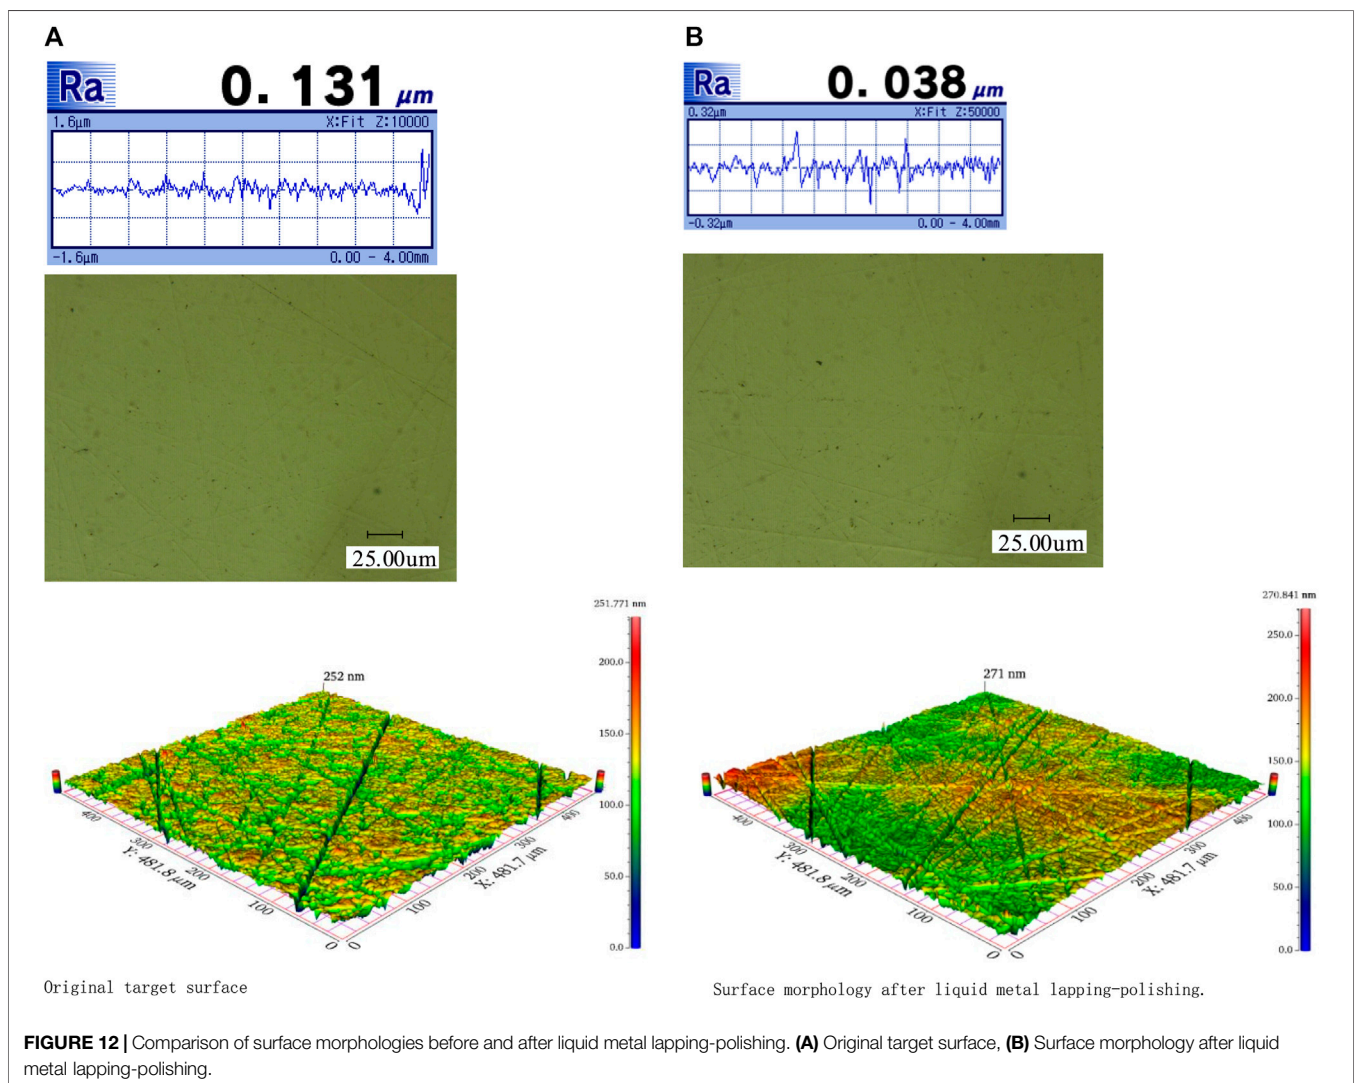 A
Ra 0. 131 μm
1.6μm X:Fit Z:10000
-1.6μm 0.00 - 4.00mm
25.00um
251.771 nm
200.0
150.0
100.0
50.0
0.0
252 nm
400
300
200
100
0
Y: 481.8 μm
0
100
200
300
400
X: 481.7 μm
Original target surface
B
Ra 0. 038 μm
0.32μm X:Fit Z:50000
-0.32μm 0.00 - 4.00mm
25.00um
270.841 nm
250.0
200.0
150.0
100.0
50.0
0.0
271 nm
400
300
200
100
0
Y: 481.8 μm
0
100
200
300
400
X: 481.7 μm
Surface morphology after liquid metal lapping-polishing.
FIGURE 12 | Comparison of surface morphologies before and after liquid metal lapping-polishing. (A) Original target surface, (B) Surface morphology after liquid
metal lapping-polishing.